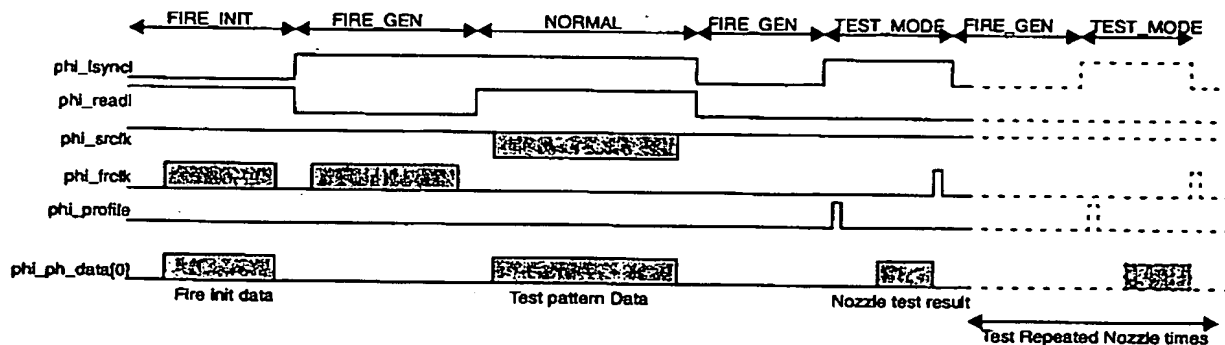 FIRE_INIT FIRE_GEN NORMAL FIRE_GEN TEST_MODE FIRE_GEN TEST_MODE
phi_lsyncl
phi_readl
phi_srclk
phi_frclk
phi_profile
phi_ph_data[0]
Fire init data Test pattern Data Nozzle test result
Test Repeated Nozzle times